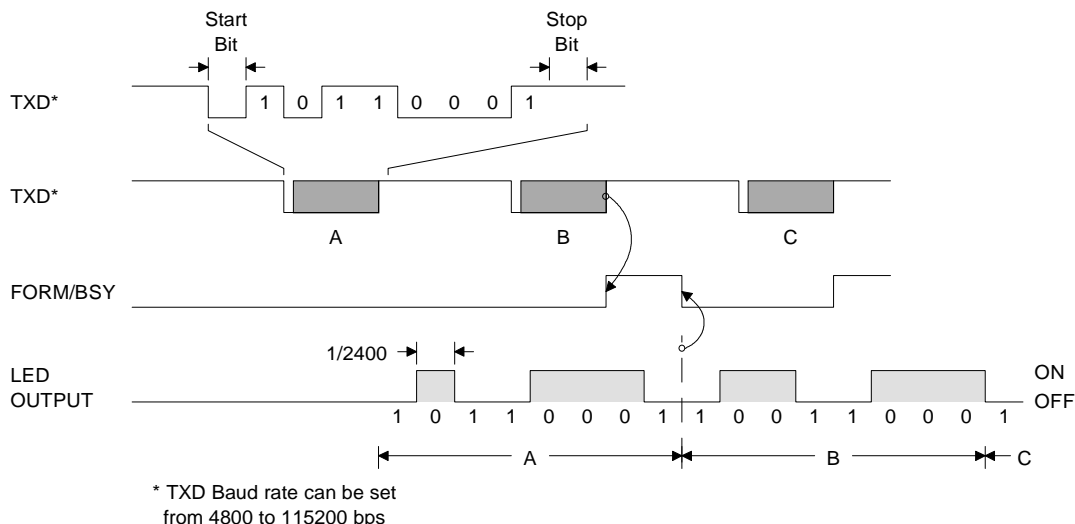 Start
Bit
Stop
Bit
TXD*
1 0 1 1 0 0 0 1
TXD*
A B C
FORM/BSY
1/2400
LED
OUTPUT
ON
OFF
1 0 1 1 0 0 0 1 1 0 0 1 1 0 0 0 1
A B C
* TXD Baud rate can be set
from 4800 to 115200 bps